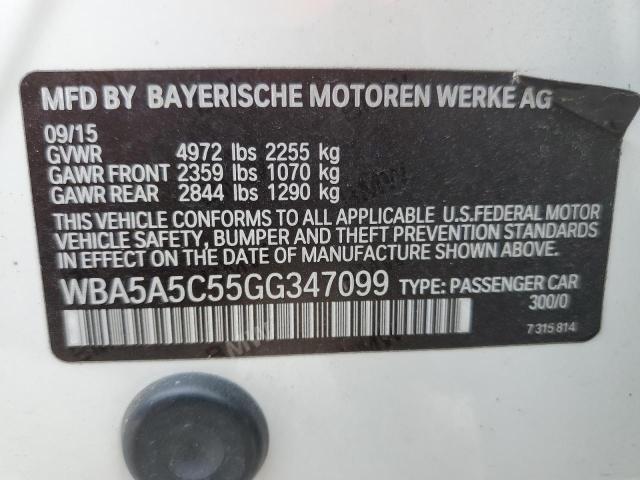 MFD BY BAYERISCHE MOTOREN WERKE AG
09/15
GVWR 4972 lbs 2255 kg
GAWR FRONT 2359 lbs 1070 kg
GAWR REAR 2844 lbs 1290 kg
THIS VEHICLE CONFORMS TO ALL APPLICABLE U.S.FEDERAL MOTOR
VEHICLE SAFETY, BUMPER AND THEFT PREVENTION STANDARDS
IN EFFECT ON THE DATE OF MANUFACTURE SHOWN ABOVE.
WBA5A5C55GG347099 TYPE: PASSENGER CAR
300/0
7 315 814